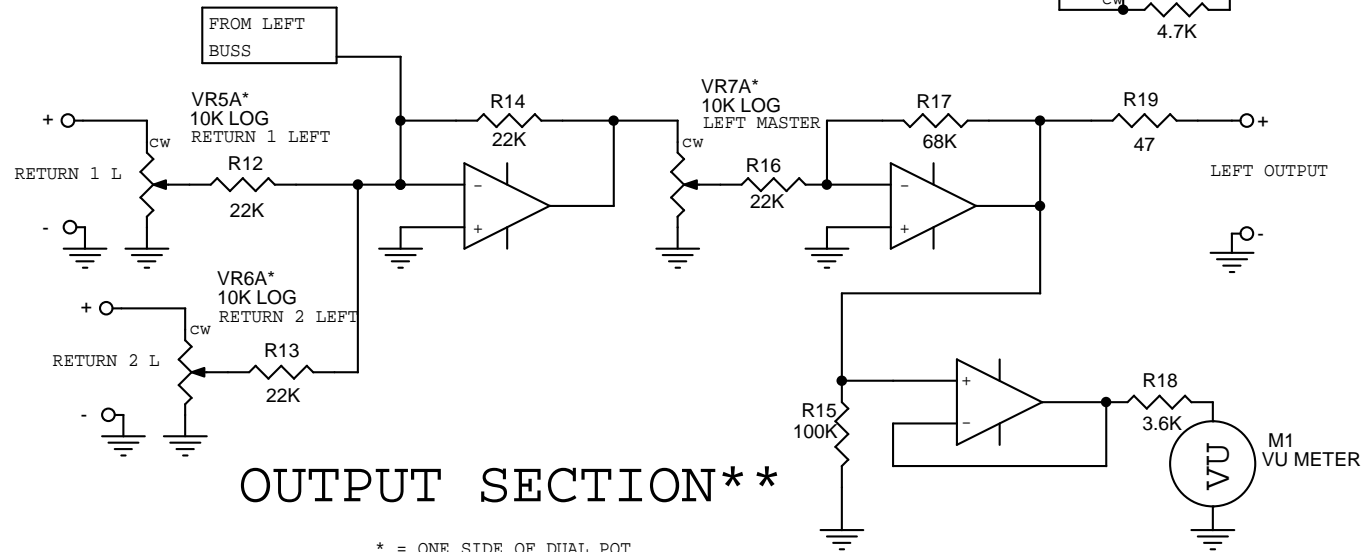 CW
4.7K
FROM LEFT
BUSS
VR5A*
10K LOG
RETURN 1 LEFT
+
CW
RETURN 1 L
-
R12
22K
R14
22K
-
+
VR7A*
10K LOG
LEFT MASTER
CW
R16
22K
R17
68K
-
+
R19
47
+
LEFT OUTPUT
-
VR6A*
10K LOG
RETURN 2 LEFT
+
CW
RETURN 2 L
-
R13
22K
R15
100K
+
-
R18
3.6K
VU
M1
VU METER
OUTPUT SECTION**
* = ONE SIDE OF DUAL POT